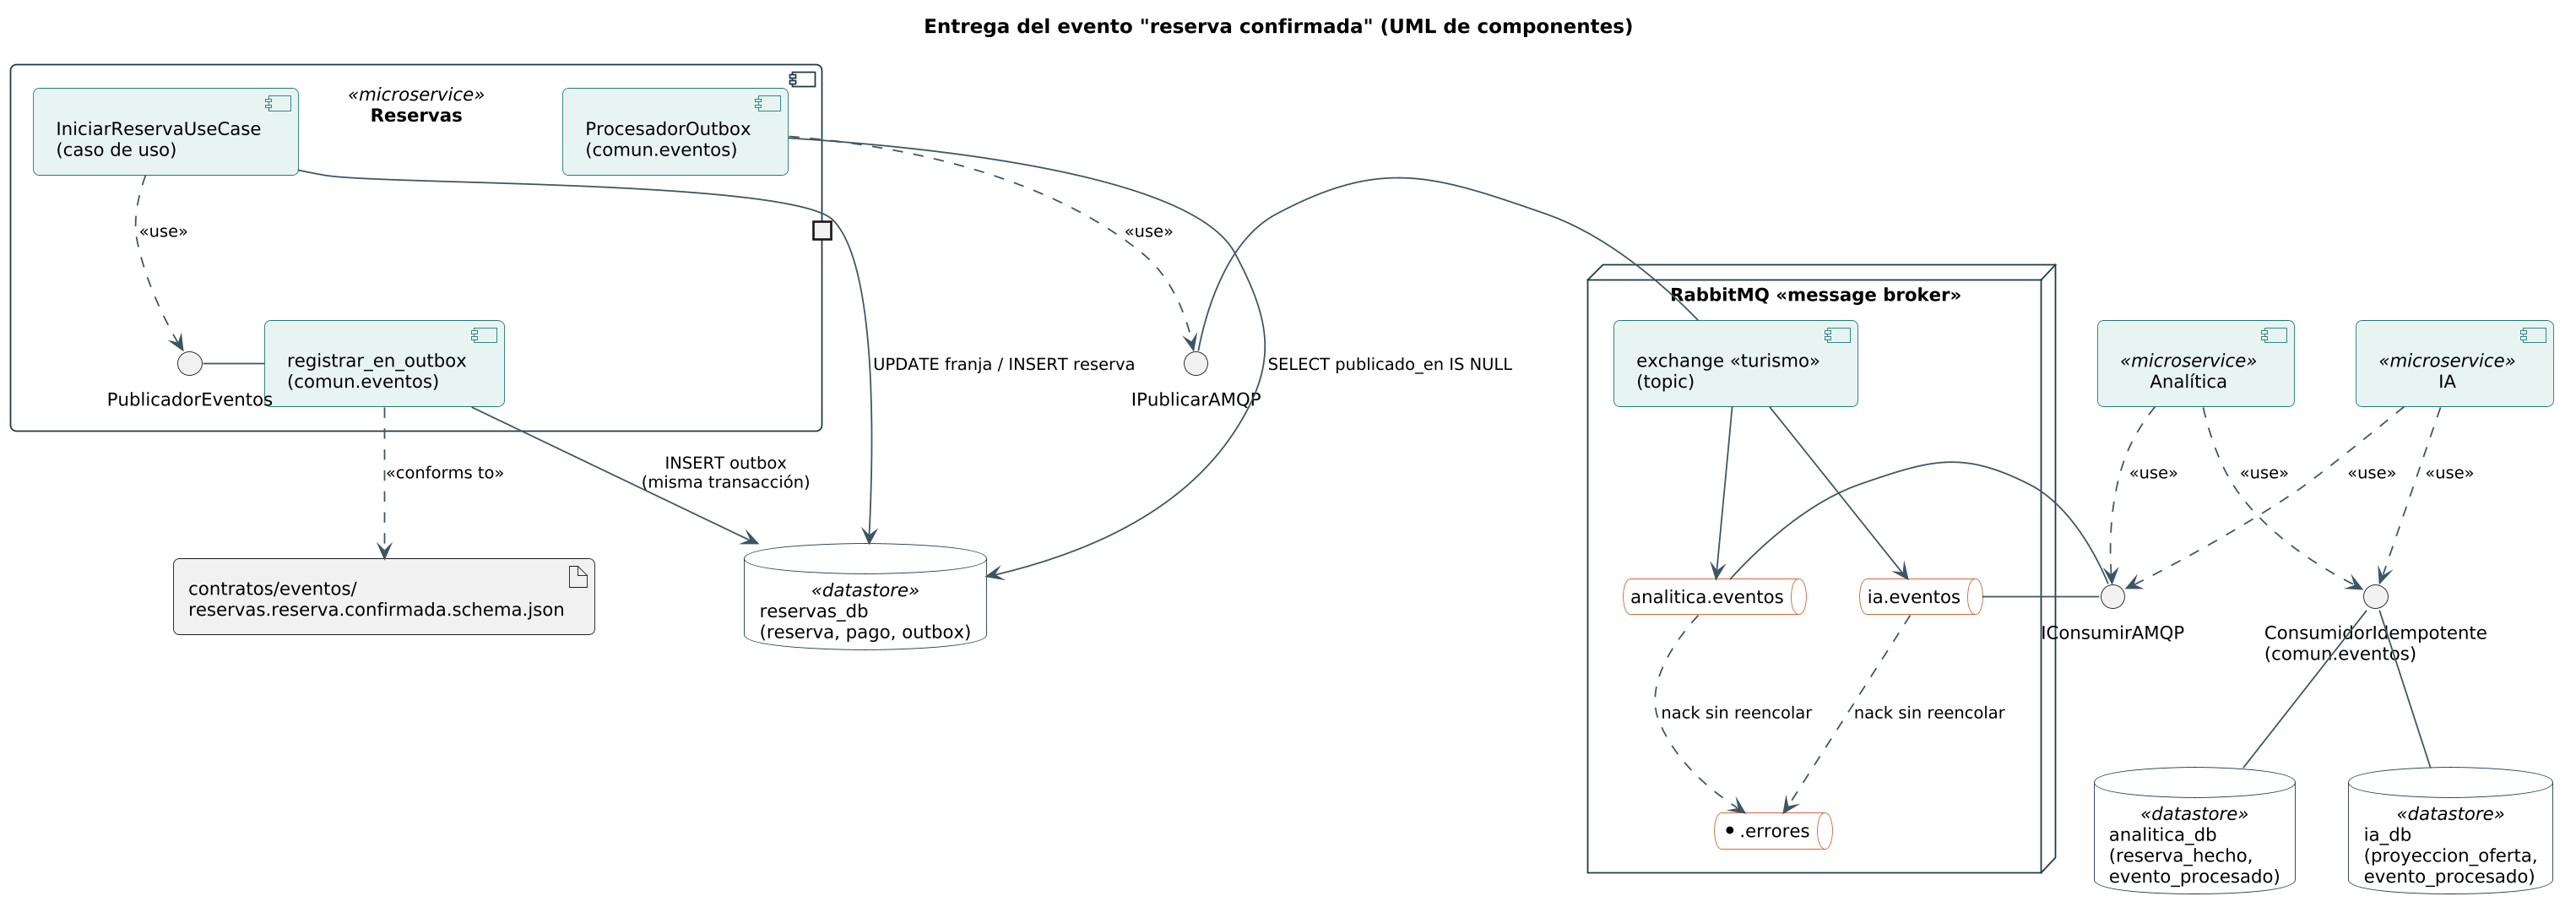 Entrega del evento "reserva confirmada" (UML de componentes)
«microservice»
Reservas
IniciarReservaUseCase
(caso de uso)
ProcesadorOutbox
(comun.eventos)
«use»
«use»
RabbitMQ «message broker»
PublicadorEventos
registrar_en_outbox
(comun.eventos)
UPDATE franja / INSERT reserva
IPublicarAMQP
SELECT publicado_en IS NULL
exchange «turismo»
(topic)
«microservice»
Analítica
«microservice»
IA
«conforms to»
INSERT outbox
(misma transacción)
«use»
«use»
«use»
«use»
contratos/eventos/
reservas.reserva.confirmada.schema.json
«datastore»
reservas_db
(reserva, pago, outbox)
analitica.eventos
ia.eventos
IConsumirAMQP
ConsumidorIdempotente
(comun.eventos)
nack sin reencolar
nack sin reencolar
•.errores
«datastore»
analitica_db
(reserva_hecho,
evento_procesado)
«datastore»
ia_db
(proyeccion_oferta,
evento_procesado)